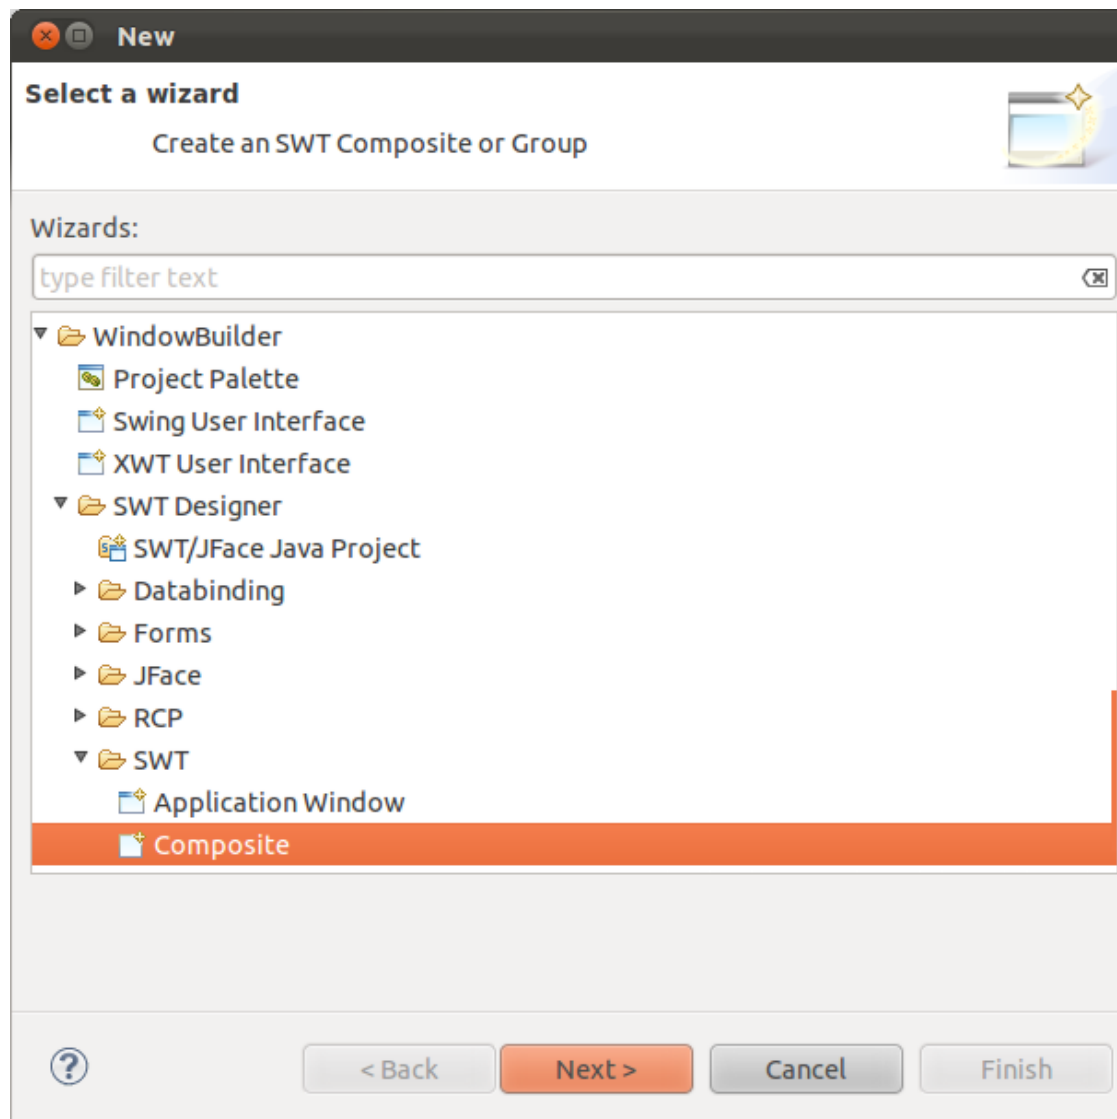 New
Select a wizard
Create an SWT Composite or Group
Wizards:
type filter text
WindowBuilder
Project Palette
Swing User Interface
XWT User Interface
SWT Designer
SWT/JFace Java Project
Databinding
Forms
JFace
RCP
SWT
Application Window
Composite
? < Back Next > Cancel Finish